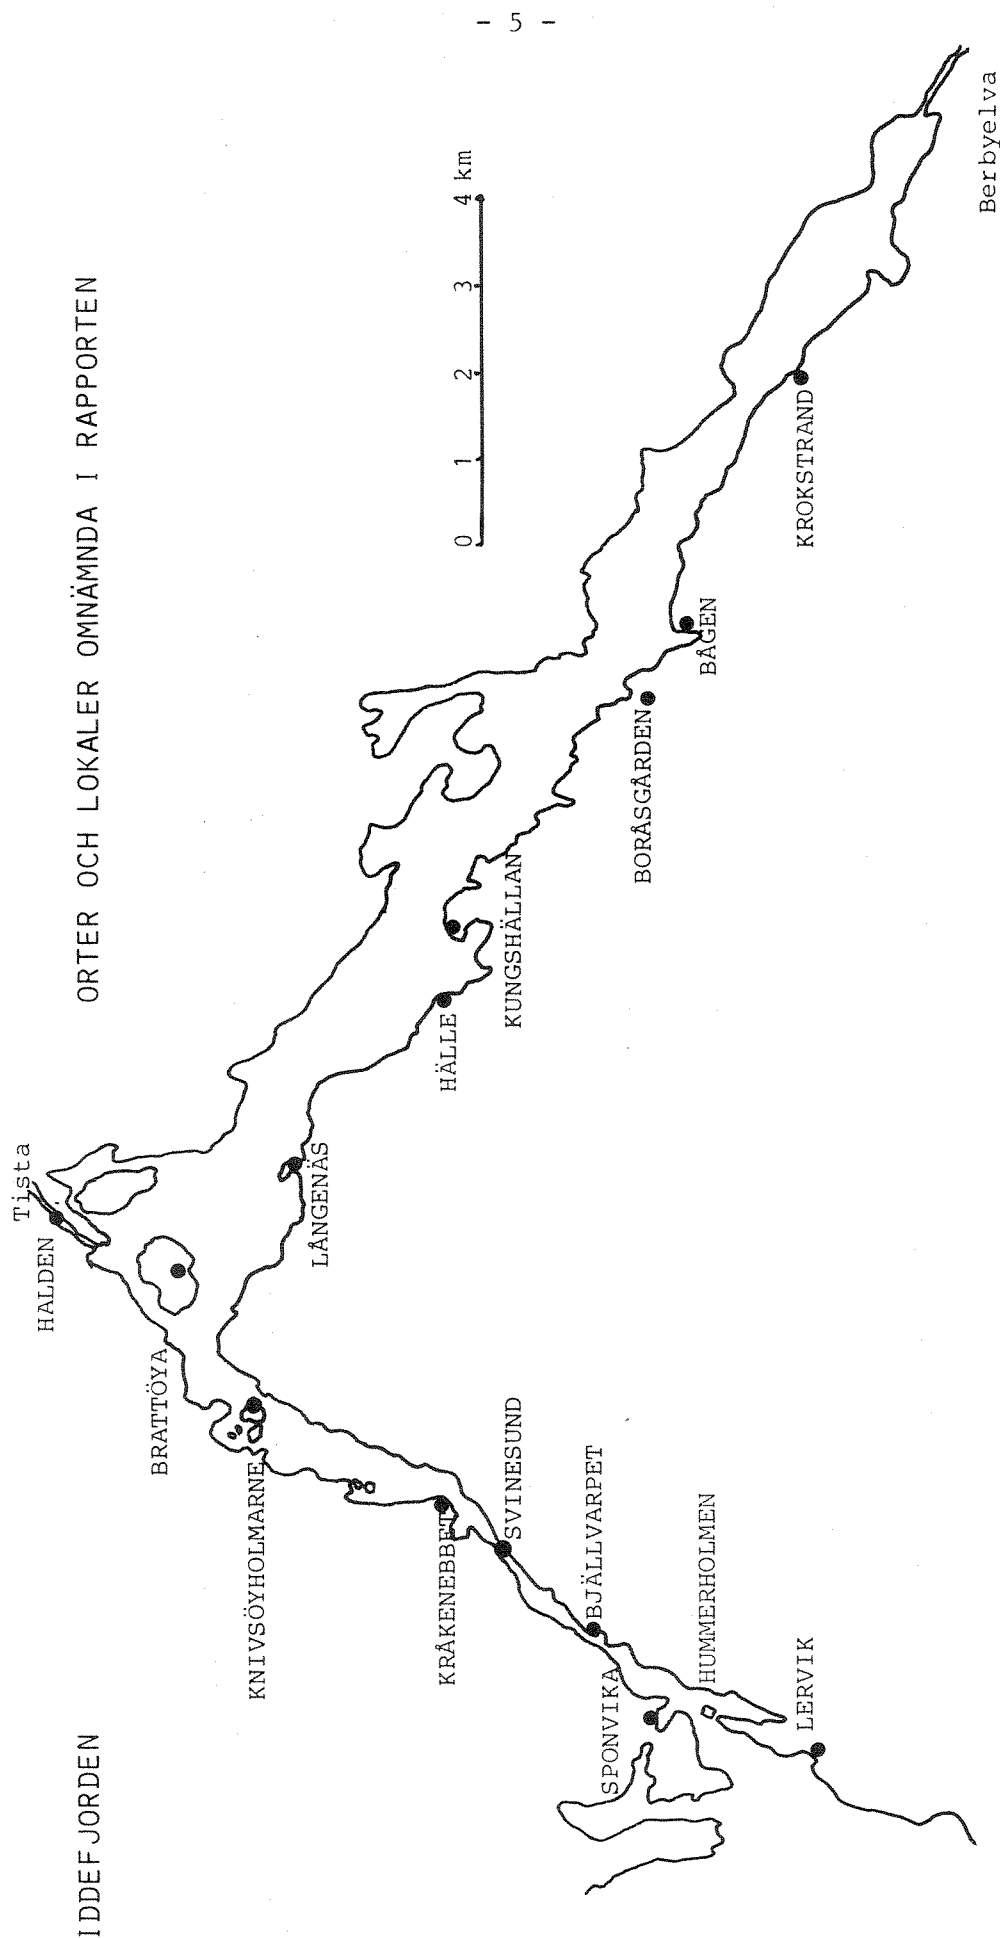 - 5 -
IDDEFJORDEN
ORTER OCH LOKALER OMNÄMNDA I RAPPORTEN
Tista
HALDEN
BRATTÖYA
KNIVSÖYHOLMARNE
KRÅKENEBBET
SVINESUND
BJÄLLVARPET
SPONVIKA
HUMMERHOLMEN
LERVIK
LÅNGENÄS
HÄLLE
KUNGSHÄLLAN
BORÅSGÅRDEN
BÅGEN
KROKSTRAND
0 1 2 3 4 km
Berbyelva